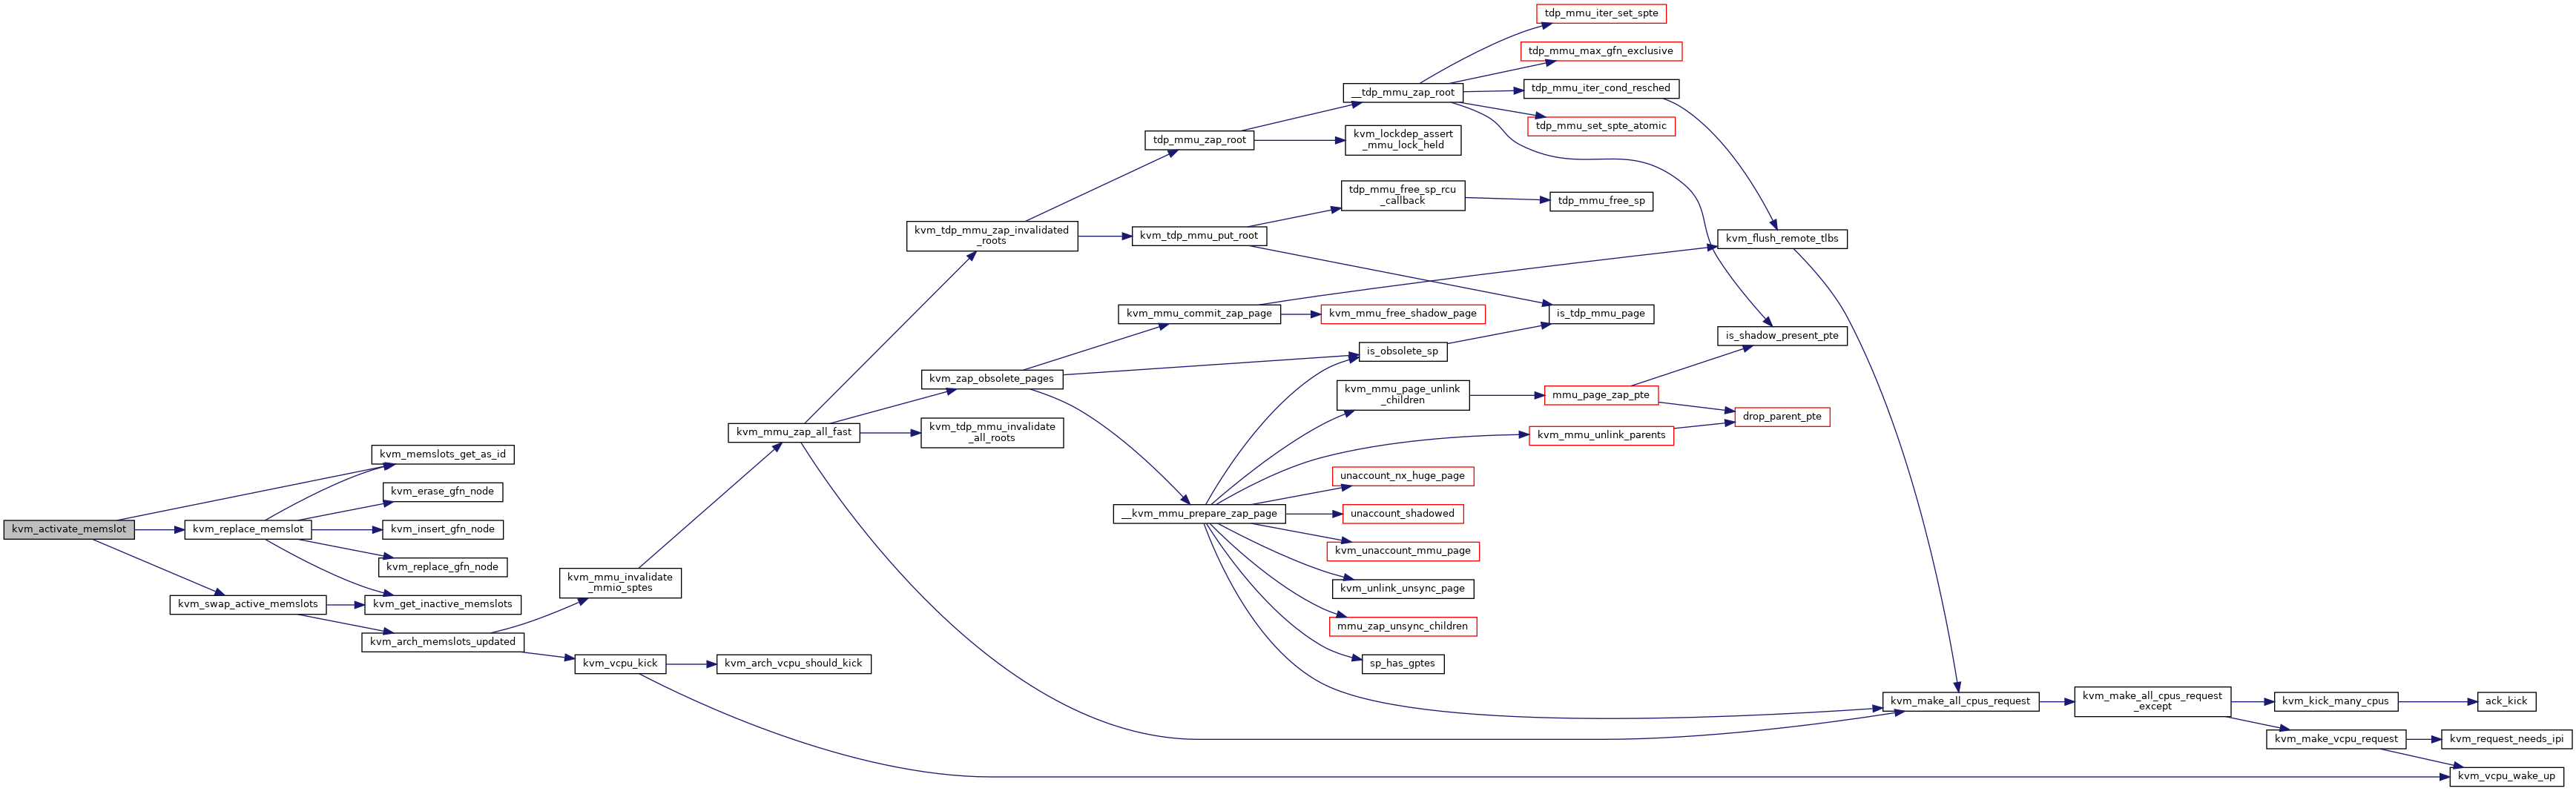 tdp_mmu_iter_set_spte
tdp_mmu_max_gfn_exclusive
__tdp_mmu_zap_root
tdp_mmu_iter_cond_resched
tdp_mmu_set_spte_atomic
tdp_mmu_zap_root
kvm_lockdep_assert
_mmu_lock_held
tdp_mmu_free_sp_rcu
_callback
tdp_mmu_free_sp
kvm_tdp_mmu_zap_invalidated
_roots
kvm_tdp_mmu_put_root
kvm_flush_remote_tlbs
kvm_mmu_commit_zap_page
kvm_mmu_free_shadow_page
is_tdp_mmu_page
is_shadow_present_pte
is_obsolete_sp
kvm_zap_obsolete_pages
kvm_mmu_page_unlink
_children
mmu_page_zap_pte
drop_parent_pte
kvm_mmu_zap_all_fast
kvm_tdp_mmu_invalidate
_all_roots
kvm_mmu_unlink_parents
kvm_memslots_get_as_id
unaccount_nx_huge_page
kvm_erase_gfn_node
__kvm_mmu_prepare_zap_page
unaccount_shadowed
kvm_activate_memslot
kvm_replace_memslot
kvm_insert_gfn_node
kvm_unaccount_mmu_page
kvm_replace_gfn_node
kvm_mmu_invalidate
_mmio_sptes
kvm_unlink_unsync_page
kvm_swap_active_memslots
kvm_get_inactive_memslots
mmu_zap_unsync_children
kvm_arch_memslots_updated
kvm_vcpu_kick
kvm_arch_vcpu_should_kick
sp_has_gptes
kvm_make_all_cpus_request
kvm_make_all_cpus_request
_except
kvm_kick_many_cpus
ack_kick
kvm_make_vcpu_request
kvm_request_needs_ipi
kvm_vcpu_wake_up